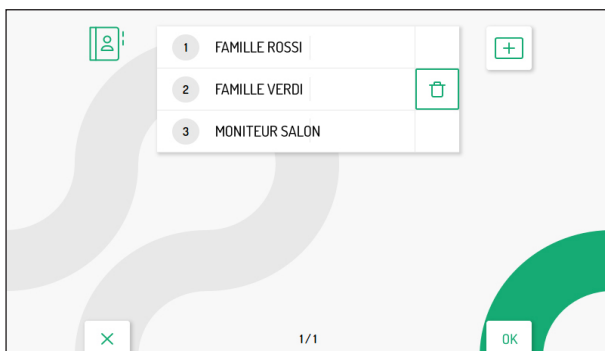 1 FAMILLE ROSSI
2 FAMILLE VERDI
3 MONITEUR SALON
1/1
OK